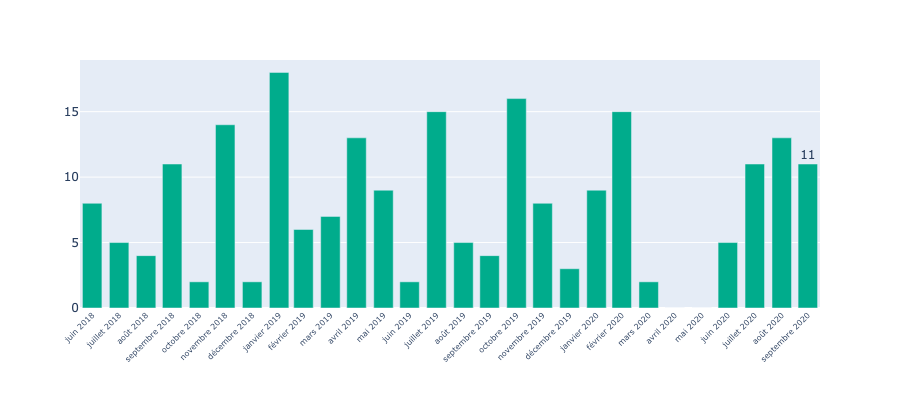 15
10
5
0
11
juin 2018
juillet 2018
août 2018
septembre 2018
octobre 2018
novembre 2018
décembre 2018
janvier 2019
février 2019
mars 2019
avril 2019
mai 2019
juin 2019
juillet 2019
août 2019
septembre 2019
octobre 2019
novembre 2019
décembre 2019
janvier 2020
février 2020
mars 2020
avril 2020
mai 2020
juin 2020
juillet 2020
août 2020
septembre 2020